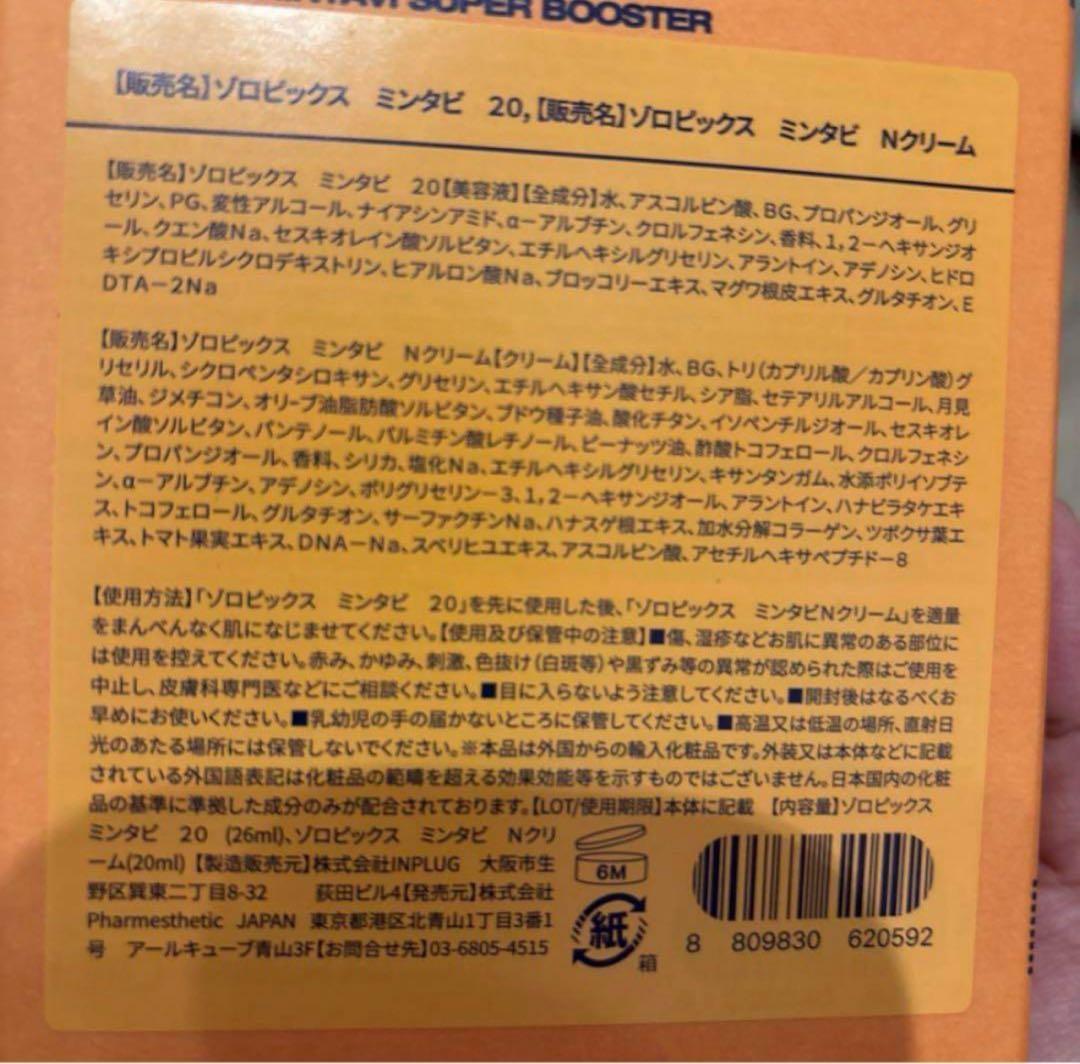 SUPER BOOSTER
【販売名】ゾロピックス　ミンタビ　20,【販売名】ゾロピックス　ミンタビ　Nクリーム
【販売名】ゾロピックス　ミンタビ　20【美容液】【全成分】水、アスコルビン酸、BG、プロパンジオール、グリ
セリン、PG、変性アルコール、ナイアシンアミド、α－アルブチン、クロルフェネシン、香料、1,2－ヘキサンジオ
ール、クエン酸Na、セスキオレイン酸ソルビタン、エチルヘキシルグリセリン、アラントイン、アデノシン、ヒドロ
キシプロピルシクロデキストリン、ヒアルロン酸Na、ブロッコリーエキス、マグワ根皮エキス、グルタチオン、E
DTA－2Na
【販売名】ゾロピックス　ミンタビ　Nクリーム【クリーム】【全成分】水、BG、トリ（カプリル酸／カプリン酸）グ
リセリル、シクロペンタシロキサン、グリセリン、エチルヘキサン酸セチル、シア脂、セテアリルアルコール、月見
草油、ジメチコン、オリーブ油脂肪酸ソルビタン、ブドウ種子油、酸化チタン、イソペンチルジオール、セスキオレ
イン酸ソルビタン、パンテノール、パルミチン酸レチノール、ピーナッツ油、酢酸トコフェロール、クロルフェネシ
ン、プロパンジオール、香料、シリカ、塩化Na、エチルヘキシルグリセリン、キサンタンガム、水添ポリイソブテ
ン、α－アルブチン、アデノシン、ポリグリセリン－3、1,2－ヘキサンジオール、アラントイン、ハナビラタケエキ
ス、トコフェロール、グルタチオン、サーファクチンNa、ハナスゲ根エキス、加水分解コラーゲン、ツボクサ葉エ
キス、トマト果実エキス、DNA－Na、スベリヒユエキス、アスコルビン酸、アセチルヘキサペプチド－8
【使用方法】「ゾロピックス　ミンタビ　20」を先に使用した後、「ゾロピックス　ミンタビNクリーム」を適量
をまんべんなく肌になじませてください。【使用及び保管中の注意】■傷、湿疹などお肌に異常のある部位に
は使用を控えてください。赤み、かゆみ、刺激、色抜け（白斑等）や黒ずみ等の異常が認められた際はご使用を
中止し、皮膚科専門医などにご相談ください。■目に入らないよう注意してください。■開封後はなるべくお
早めにお使いください。■乳幼児の手の届かないところに保管してください。■高温又は低温の場所、直射日
光のあたる場所には保管しないでください。※本品は外国からの輸入化粧品です。外装又は本体などに記載
されている外国語表記は化粧品の範疇を超える効果効能等を示すものではございません。日本国内の化粧
品の基準に準拠した成分のみが配合されております。【LOT/使用期限】本体に記載　【内容量】ゾロピックス
ミンタビ　20　(26ml)、ゾロピックス　ミンタビ　Nクリ
ーム(20ml)【製造販売元】株式会社INPLUG　大阪市生
野区巽東二丁目8-32　　荻田ビル4【発売元】株式会社
Pharmesthetic JAPAN 東京都港区北青山1丁目3番1
号　アールキューブ青山3F【お問合せ先】03-6805-4515
6M
紙
箱
8 809830 620592